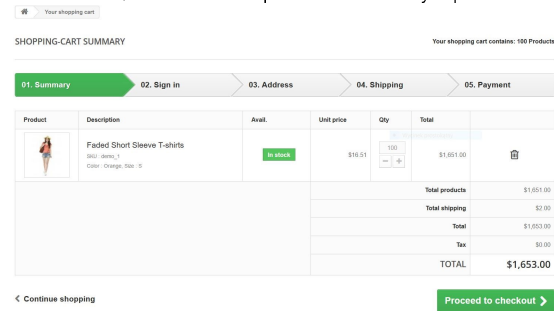 Your shopping cart
SHOPPING-CART SUMMARY
Your shopping cart contains: 100 Products
01. Summary
02. Sign in
03. Address
04. Shipping
05. Payment
Product Description Avail. Unit price Qty Total
Faded Short Sleeve T-shirts
SKU : demo_1
Color : Orange, Size : S
In stock
$16.51
100
$1,651.00
Total products $1,651.00
Total shipping $2.00
Total $1,653.00
Tax $0.00
TOTAL $1,653.00
Continue shopping
Proceed to checkout